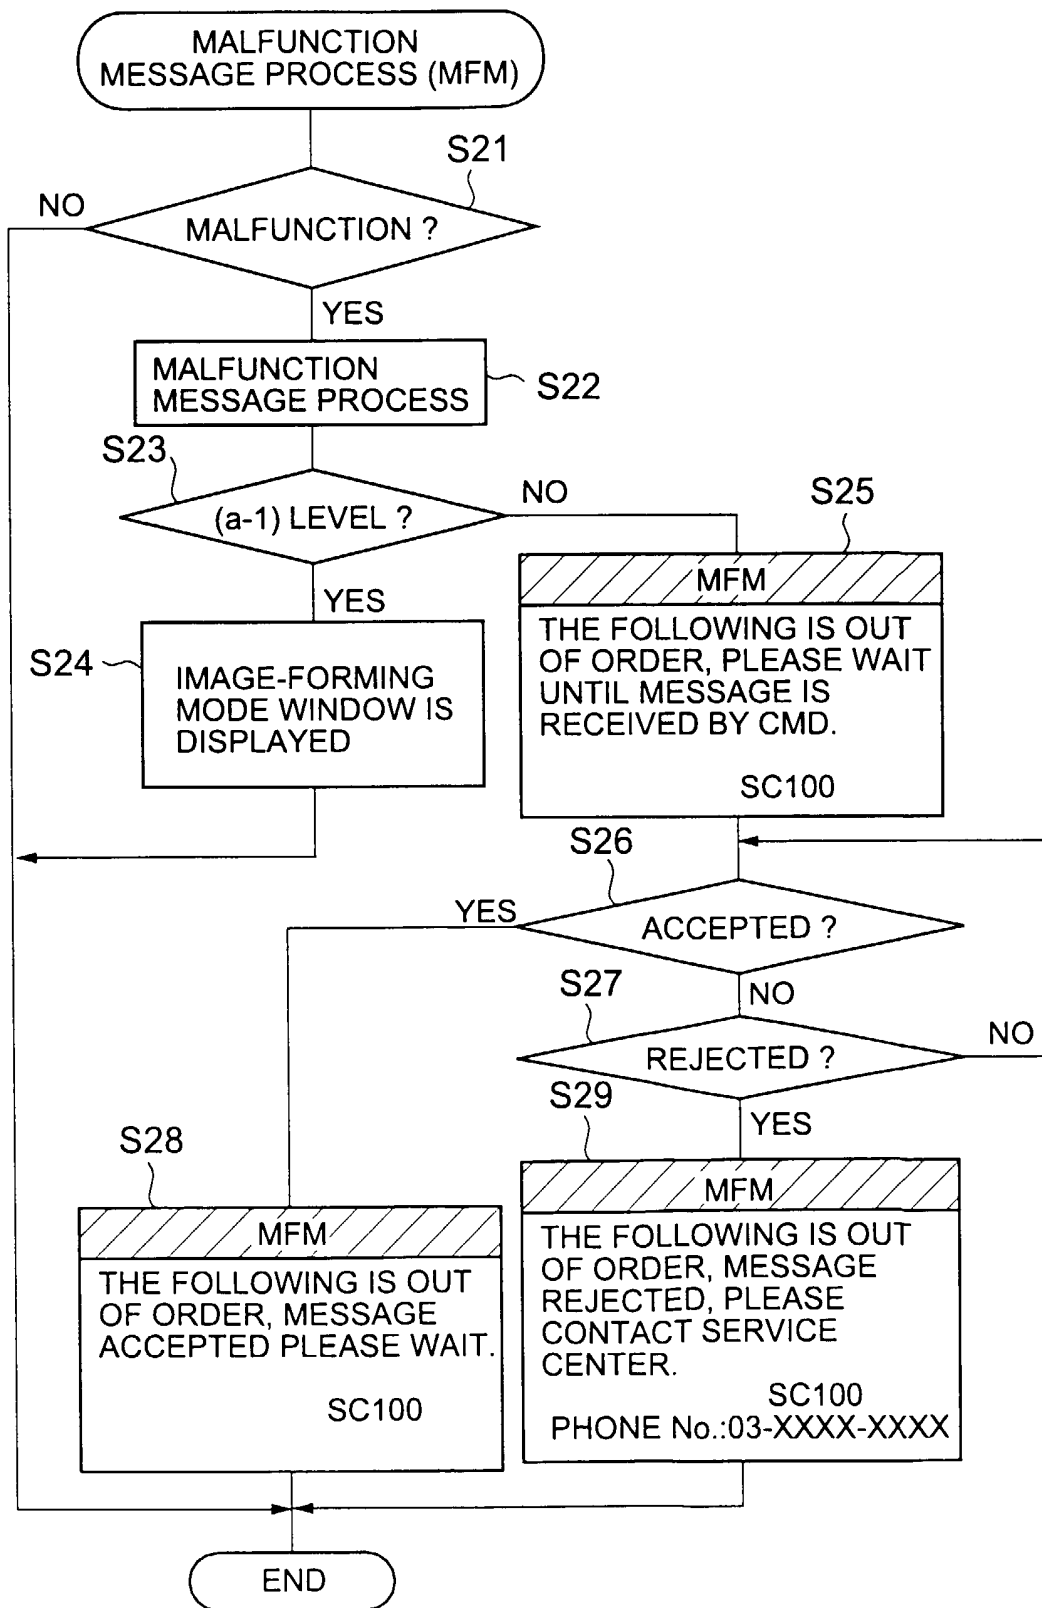 MALFUNCTION
MESSAGE PROCESS (MFM)
S21
NO
MALFUNCTION ?
YES
MALFUNCTION
MESSAGE PROCESS
S22
S23
(a-1) LEVEL ?
NO
YES
S24
IMAGE-FORMING
MODE WINDOW IS
DISPLAYED
S25
MFM
THE FOLLOWING IS OUT
OF ORDER, PLEASE WAIT
UNTIL MESSAGE IS
RECEIVED BY CMD.
SC100
S26
YES
ACCEPTED ?
NO
S27
REJECTED ?
NO
YES
S28
MFM
THE FOLLOWING IS OUT
OF ORDER, MESSAGE
ACCEPTED PLEASE WAIT.
SC100
S29
MFM
THE FOLLOWING IS OUT
OF ORDER, MESSAGE
REJECTED, PLEASE
CONTACT SERVICE
CENTER.
SC100
PHONE No.:03-XXXX-XXXX
END